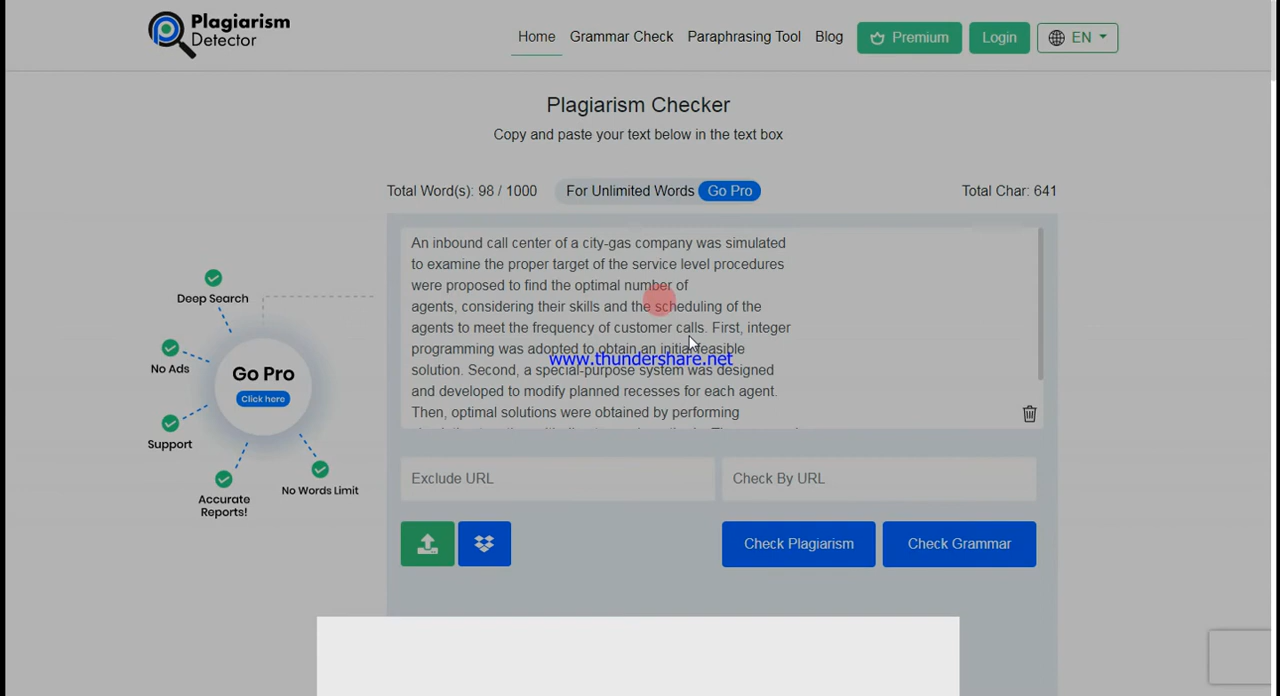 Plagiarism
Detector
Home Grammar Check Paraphrasing Tool Blog Premium Login EN
Plagiarism Checker
Copy and paste your text below in the text box
Total Word(s): 98 / 1000 For Unlimited Words Go Pro Total Char: 641
An inbound call center of a city-gas company was simulated
to examine the proper target of the service level procedures
were proposed to find the optimal number of
agents, considering their skills and the scheduling of the
agents to meet the frequency of customer calls. First, integer
programming was adopted to obtain an initial feasible
www.thundershare.net
solution. Second, a special-purpose system was designed
and developed to modify planned recesses for each agent.
Then, optimal solutions were obtained by performing
Deep Search
No Ads
Go Pro
Click here
Support
Accurate
Reports!
No Words Limit
Exclude URL Check By URL
Check Plagiarism Check Grammar